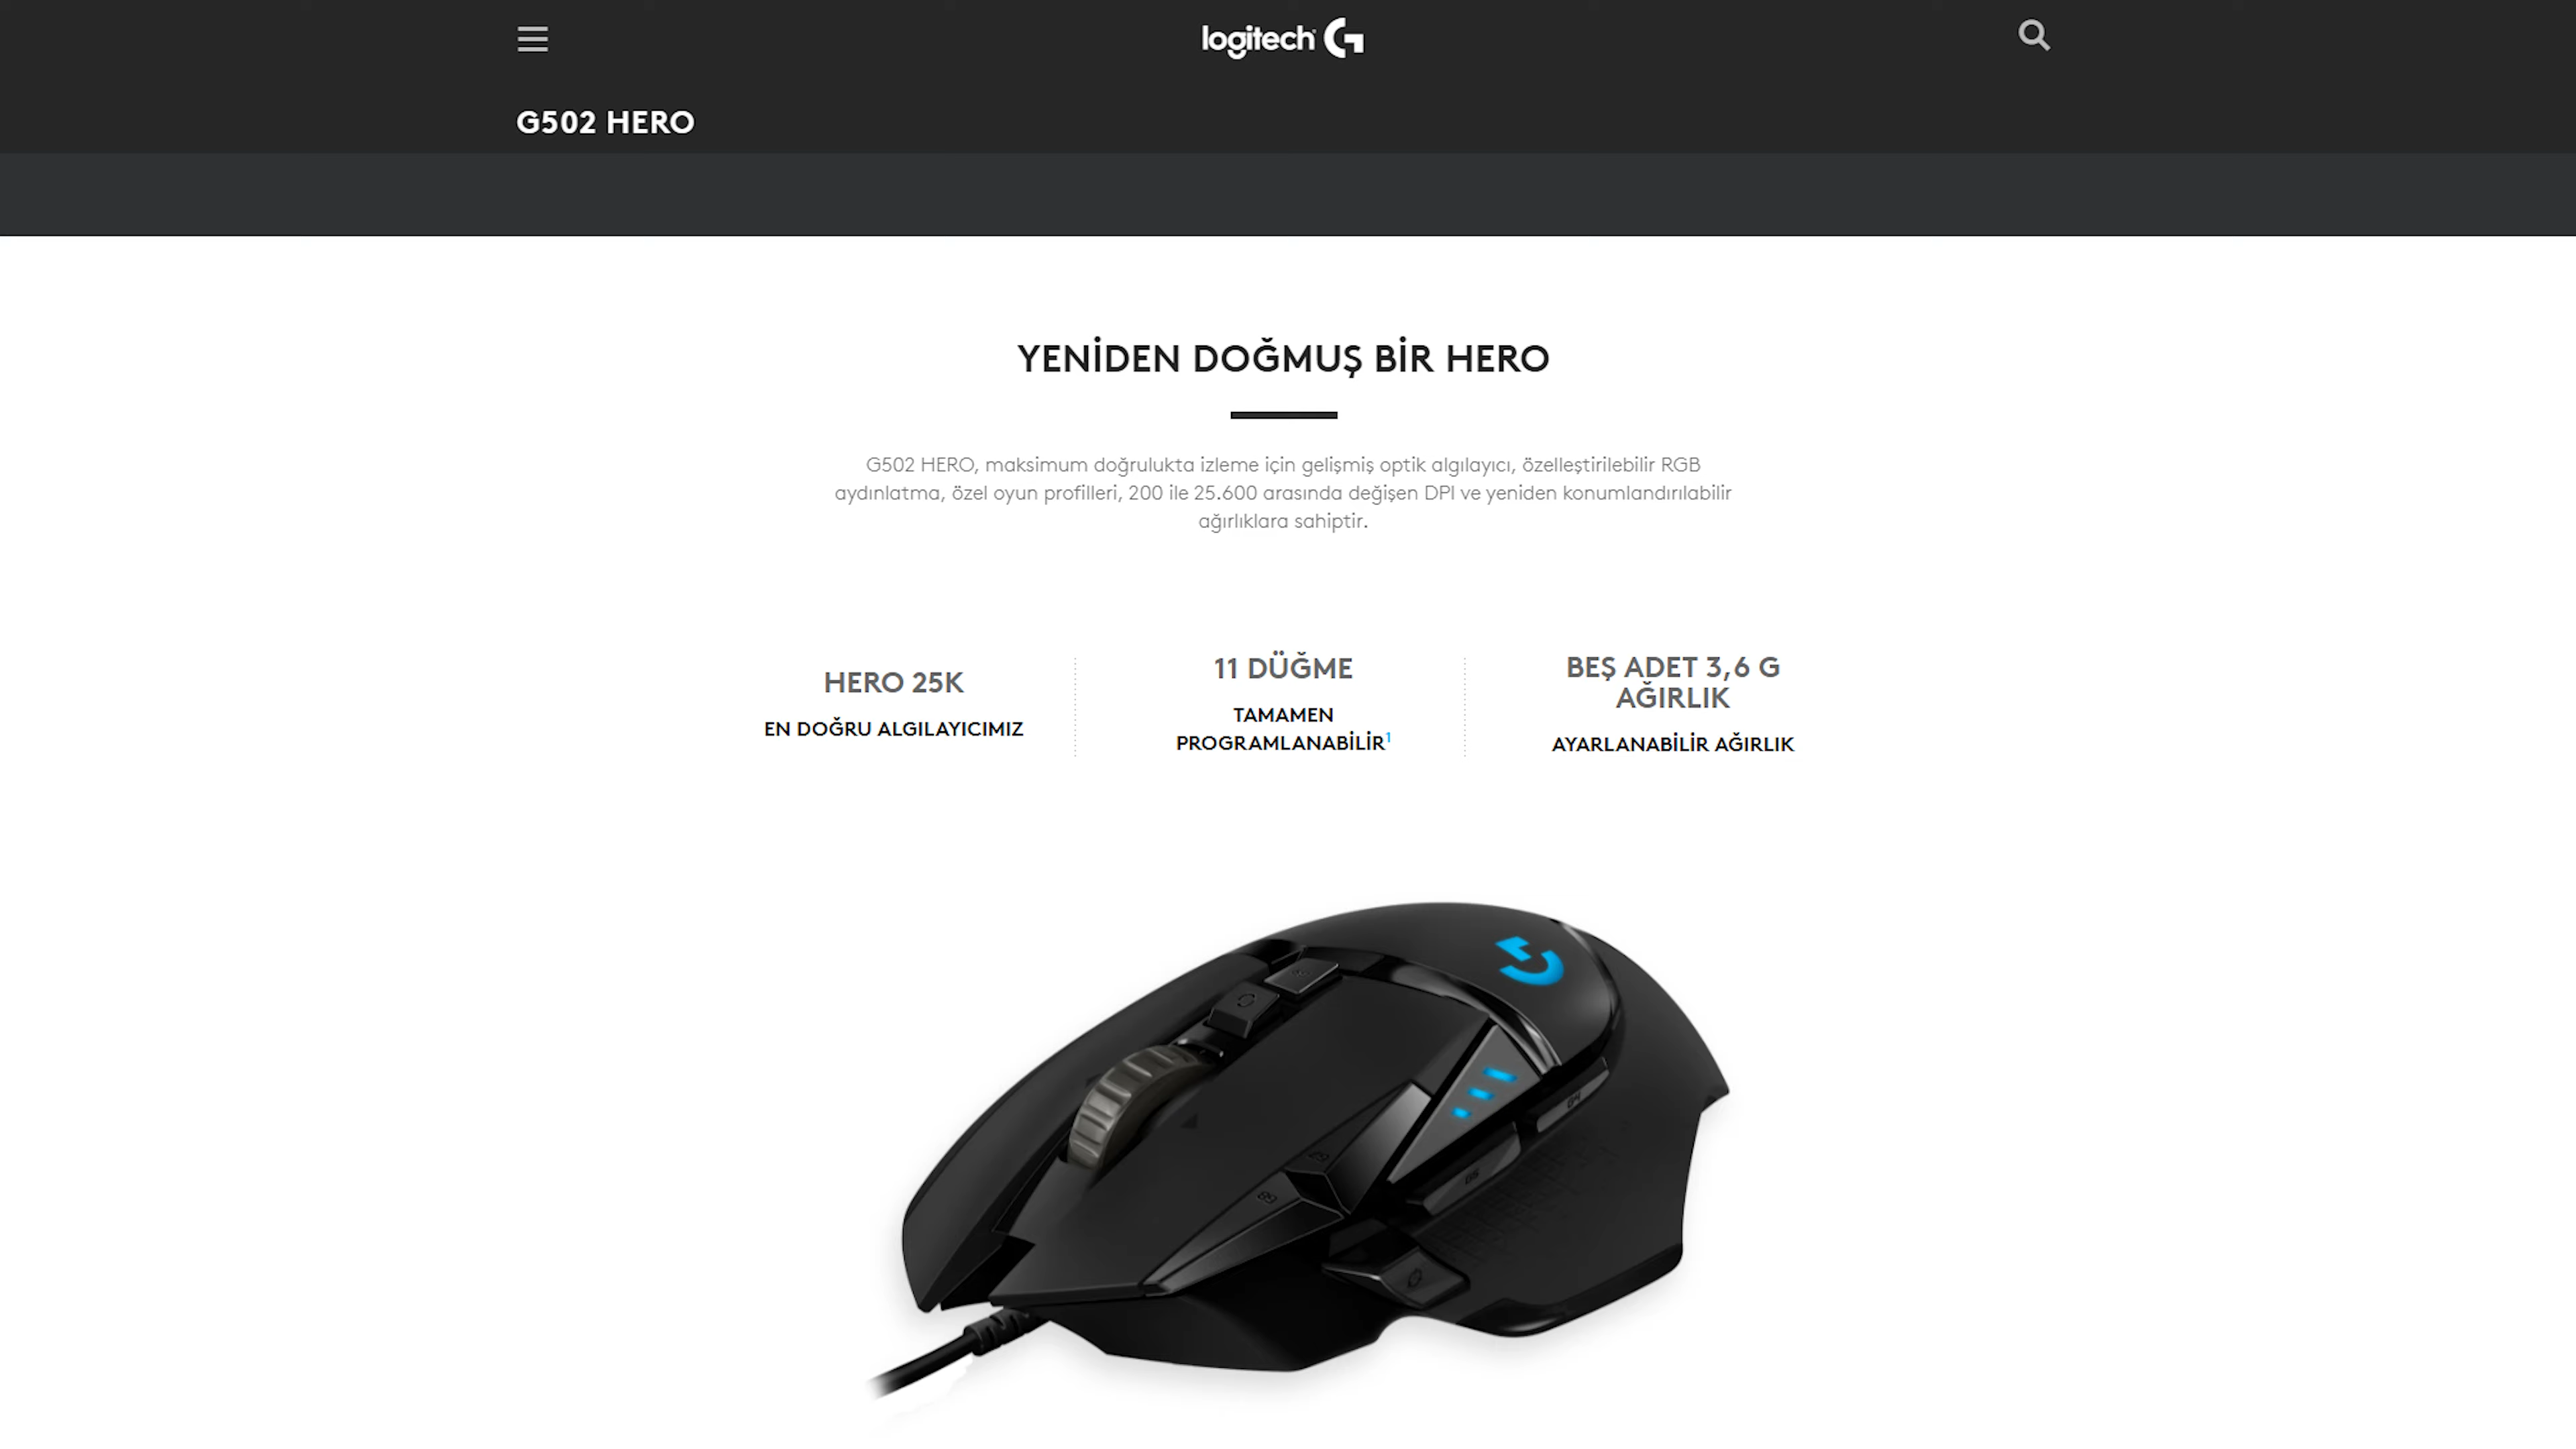 logitech G
G502 HERO
YENİDEN DOĞMUŞ BİR HERO
G502 HERO, maksimum doğrulukta izleme için gelişmiş optik algılayıcı, özelleştirilebilir RGB
aydınlatma, özel oyun profilleri, 200 ile 25.600 arasında değişen DPI ve yeniden konumlandırılabilir
ağırlıklara sahiptir.
HERO 25K
EN DOĞRU ALGILAYICIMIZ
11 DÜĞME
TAMAMEN
PROGRAMLANABİLİR¹
BEŞ ADET 3,6 G
AĞIRLIK
AYARLANABİLİR AĞIRLIK
G4
G5